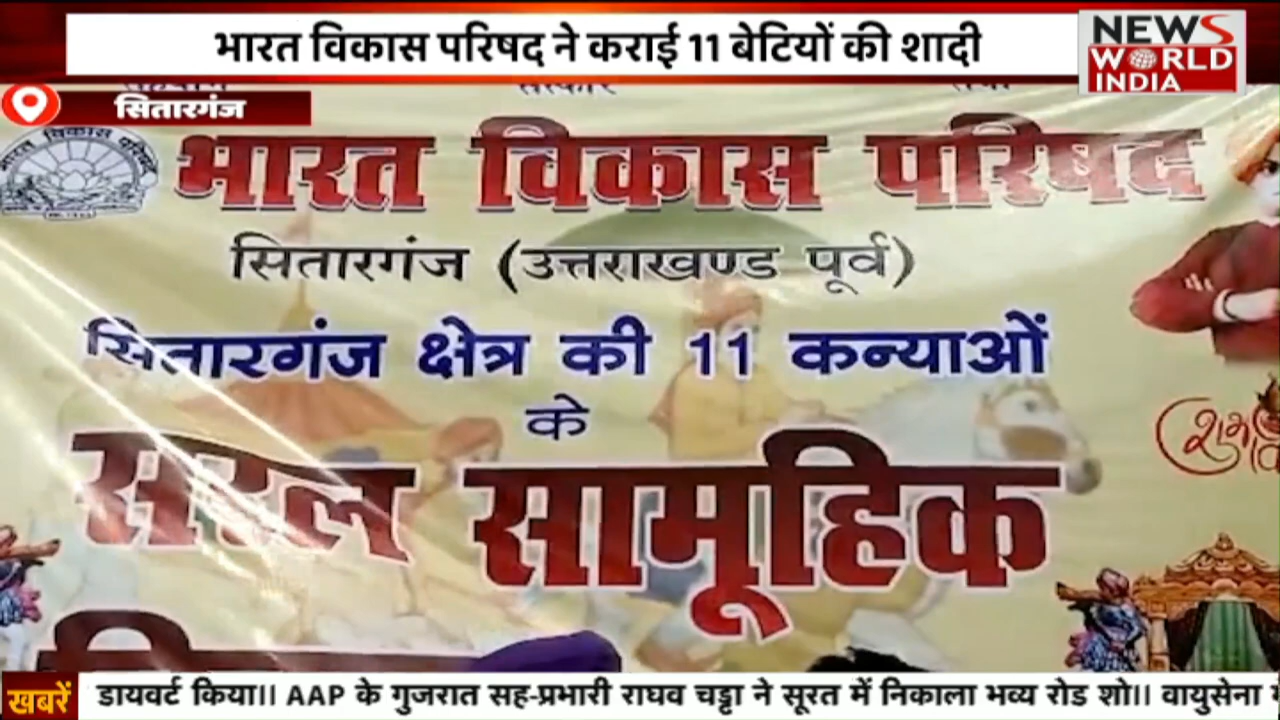 भारत विकास परिषद ने कराई 11 बेटियों की शादी
NEWS
WORLD
INDIA
सितारगंज
भारत विकास परिषद
सितारगंज (उत्तराखण्ड पूर्व)
सितारगंज क्षेत्र की 11 कन्याओं
के
सरल सामूहिक
शुभ
खबरें
डायवर्ट किया।। AAP के गुजरात सह-प्रभारी राघव चड्ढा ने सूरत में निकाला भव्य रोड शो।। वायुसेना